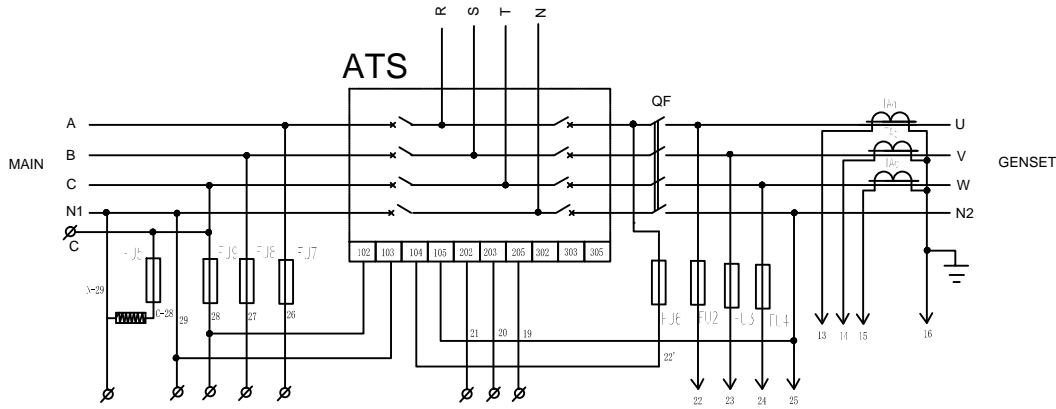 R S T N
ATS
QF
A
B
C
N1
C
MAIN
U
V
W
N2
GENSET
102 103 104 105 202 203 205 302 303 305
FU9 FU8 FU7
FU6 FU2 FU4
N-29
C-28
29 28 27 26
21 20 19
22'
22 23 24 25
13 14 15 16